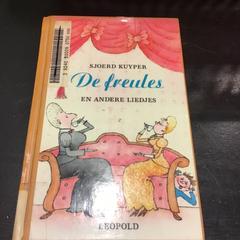 SJOERD KUYPER
De freules
EN ANDERE LIEDJES
LEOPOLD